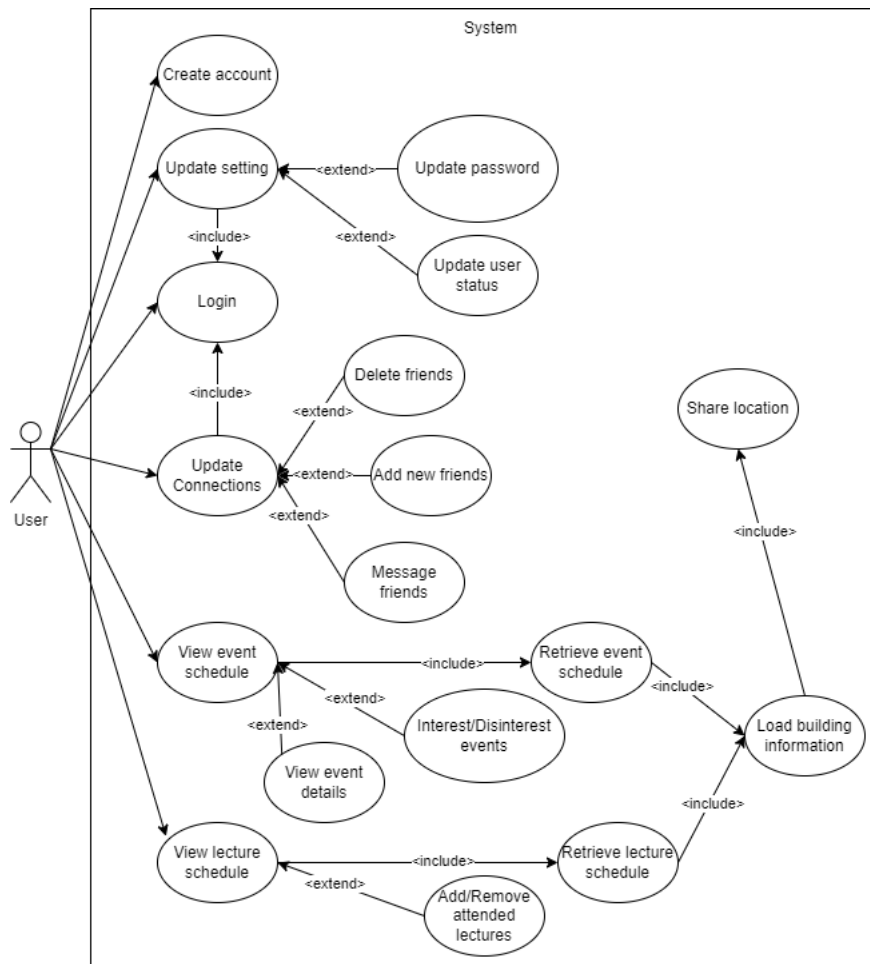 System
Create account
Update setting
<extend>
Update password
<include>
<extend>
Update user
status
Login
Delete friends
<include>
<extend>
Share location
Update
Connections
<extend>
Add new friends
User
<extend>
<include>
Message
friends
View event
schedule
<include>
Retrieve event
schedule
<include>
<extend>
<extend>
Interest/Disinterest
events
Load building
information
View event
details
<include>
View lecture
schedule
<include>
Retrieve lecture
schedule
<extend>
Add/Remove
attended
lectures